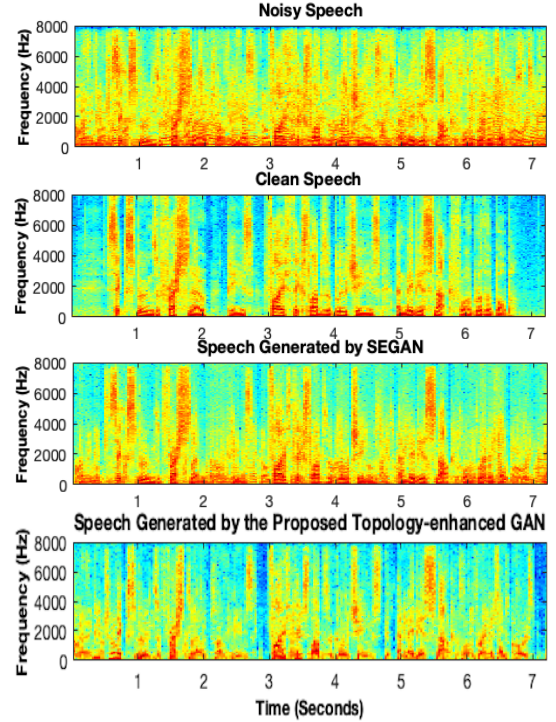 Noisy Speech
Frequency (Hz)
8000
6000
4000
2000
0
1 2 3 4 5 6 7
Clean Speech
Frequency (Hz)
8000
6000
4000
2000
0
1 2 3 4 5 6 7
Speech Generated by SEGAN
Frequency (Hz)
8000
6000
4000
2000
0
1 2 3 4 5 6 7
Speech Generated by the Proposed Topology-enhanced GAN
Frequency (Hz)
8000
6000
4000
2000
0
1 2 3 4 5 6 7
Time (Seconds)